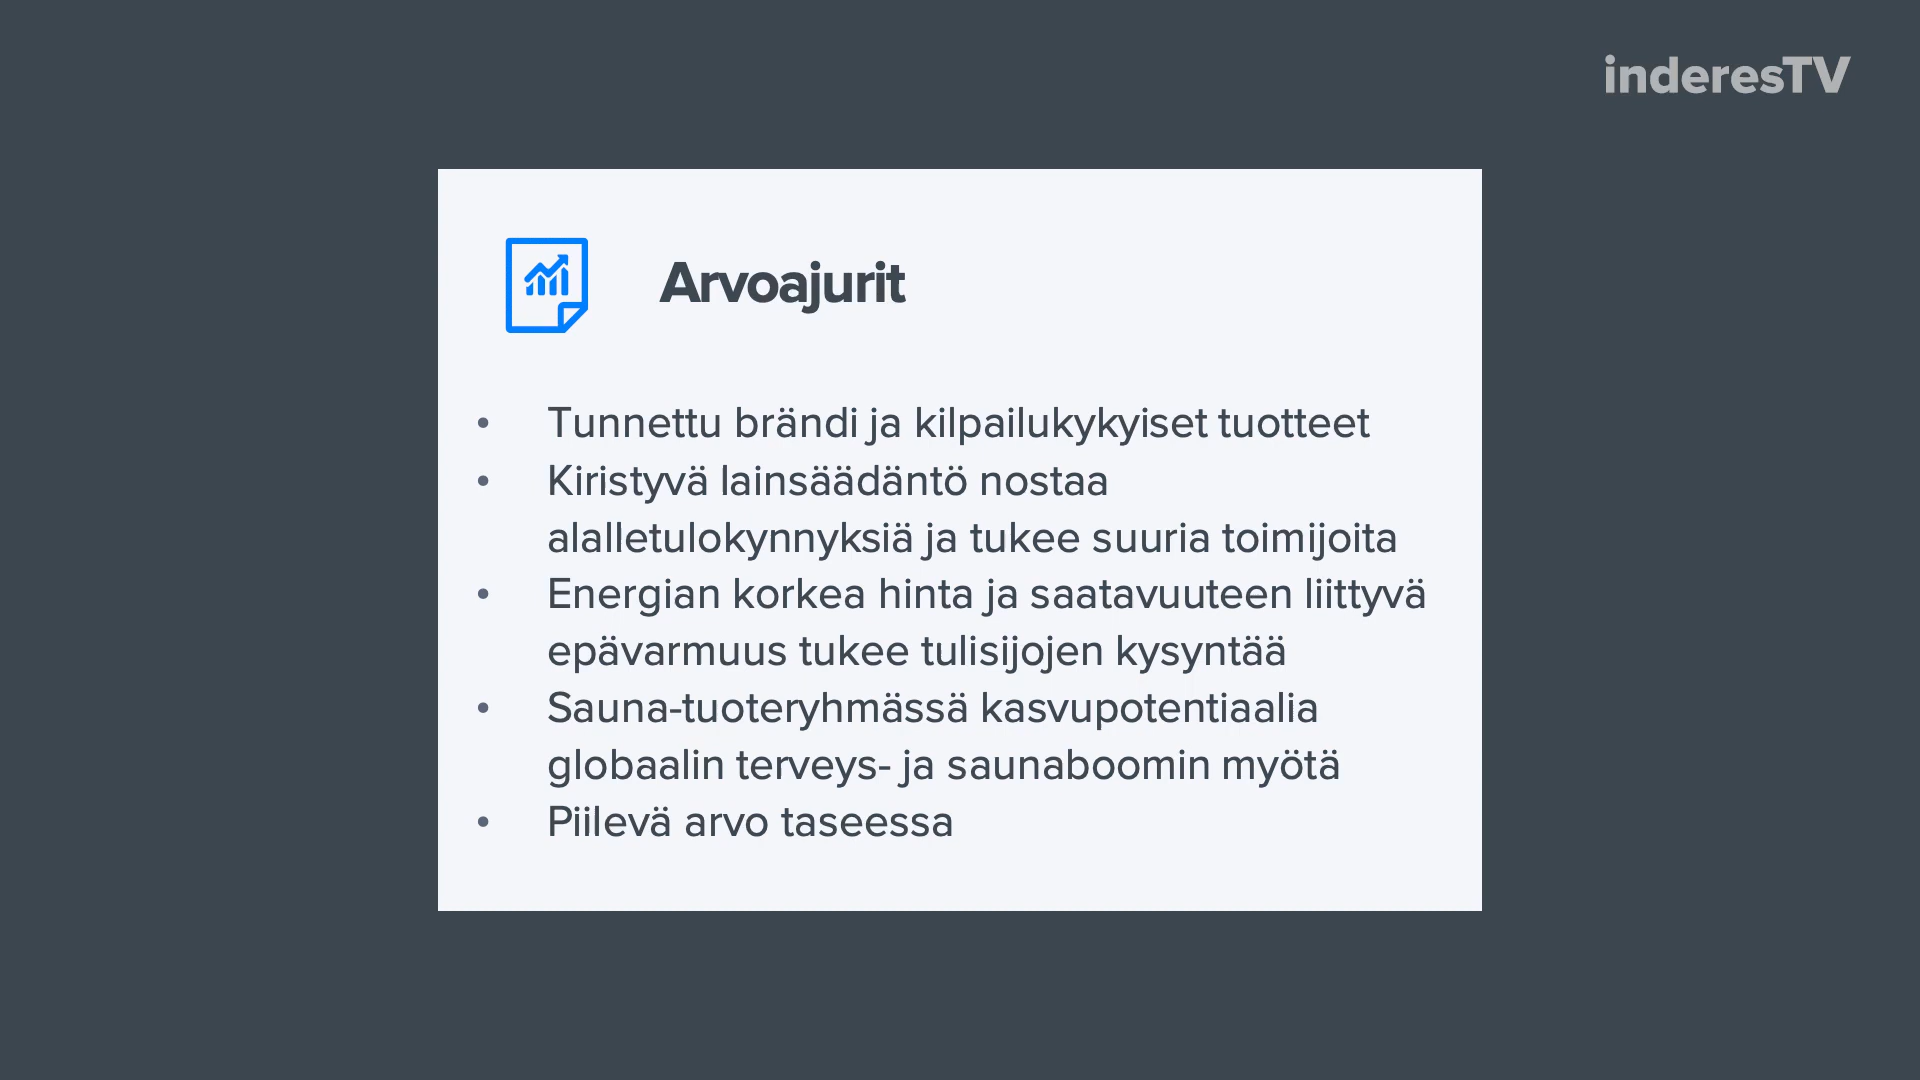 inderesTV
Arvoajurit
• Tunnettu brändi ja kilpailukykyiset tuotteet
• Kiristyvä lainsäädäntö nostaa
alalletulokynnyksiä ja tukee suuria toimijoita
• Energian korkea hinta ja saatavuuteen liittyvä
epävarmuus tukee tulisijojen kysyntää
• Sauna-tuoteryhmässä kasvupotentiaalia
globaalin terveys- ja saunaboomin myötä
• Piilevä arvo taseessa